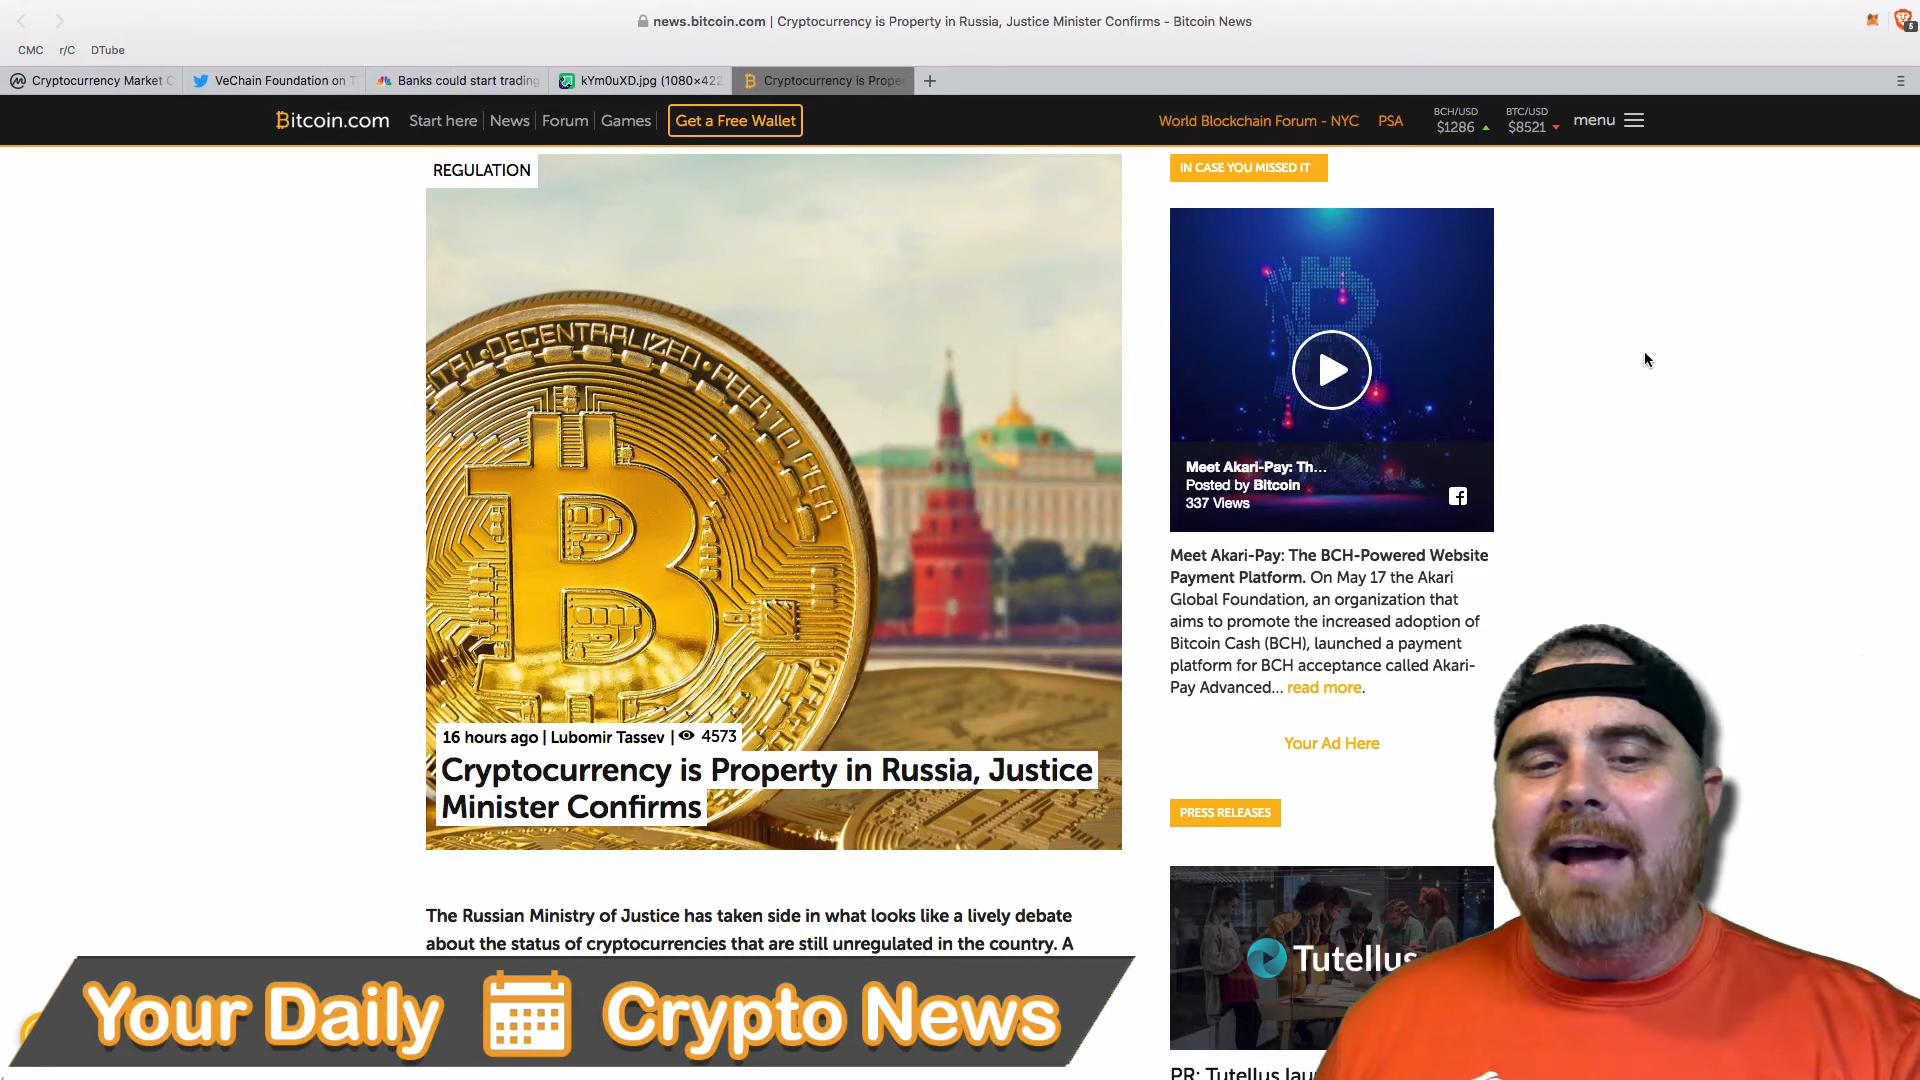 news.bitcoin.com | Cryptocurrency is Property in Russia, Justice Minister Confirms - Bitcoin News
5
CMC r/C DTube
Cryptocurrency Market C
VeChain Foundation on T
Banks could start trading
kYm0uXD.jpg (1080×422
Cryptocurrency is Prope
Bitcoin.com
Start here | News | Forum | Games |
Get a Free Wallet
World Blockchain Forum - NYC
PSA
BCH/USD
$1286
BTC/USD
$8521
menu
REGULATION
DIGITAL • DECENTRALIZED • PEER TO PEER
16 hours ago | Lubomir Tassev | 4573
Cryptocurrency is Property in Russia, Justice
Minister Confirms
The Russian Ministry of Justice has taken side in what looks like a lively debate
about the status of cryptocurrencies that are still unregulated in the country. A
IN CASE YOU MISSED IT
Meet Akari-Pay: Th...
Posted by Bitcoin
337 Views
Meet Akari-Pay: The BCH-Powered Website
Payment Platform. On May 17 the Akari
Global Foundation, an organization that
aims to promote the increased adoption of
Bitcoin Cash (BCH), launched a payment
platform for BCH acceptance called Akari-
Pay Advanced... read more.
Your Ad Here
PRESS RELEASES
Tutellus
PR: Tutellus lau
Your Daily Crypto News